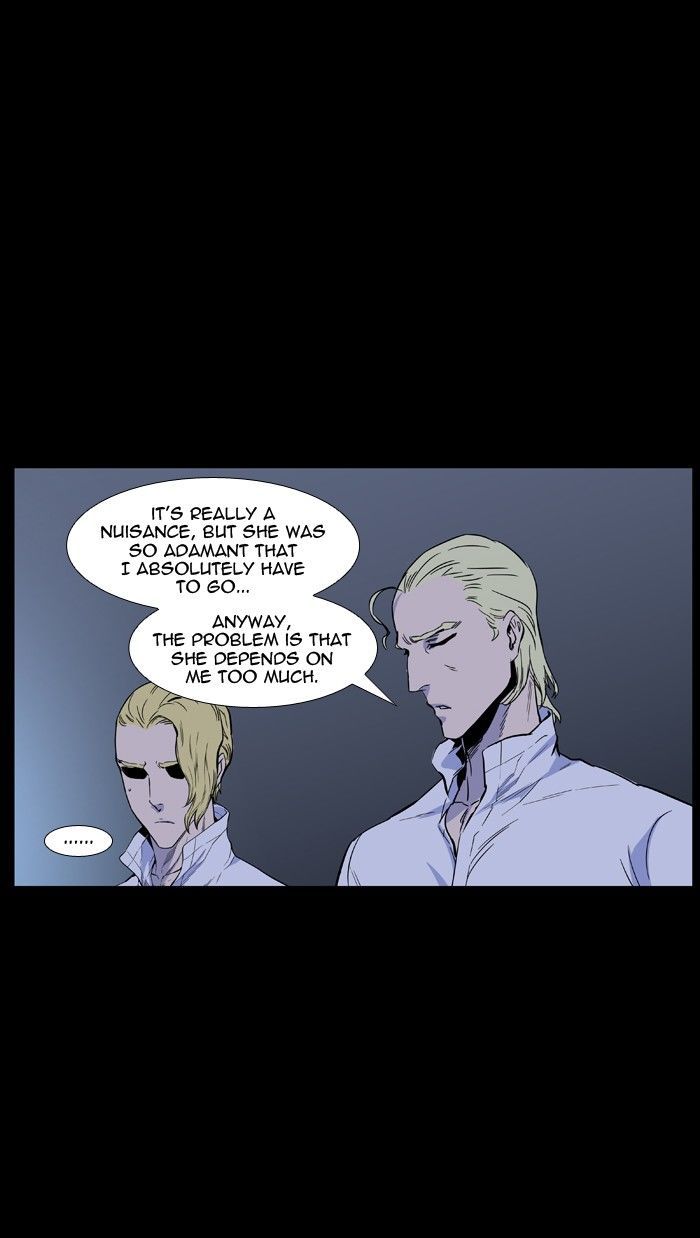 IT'S REALLY A
NUISANCE, BUT SHE WAS
SO ADAMANT THAT
I ABSOLUTELY HAVE
TO GO...
ANYWAY,
THE PROBLEM IS THAT
SHE DEPENDS ON
ME TOO MUCH.
......